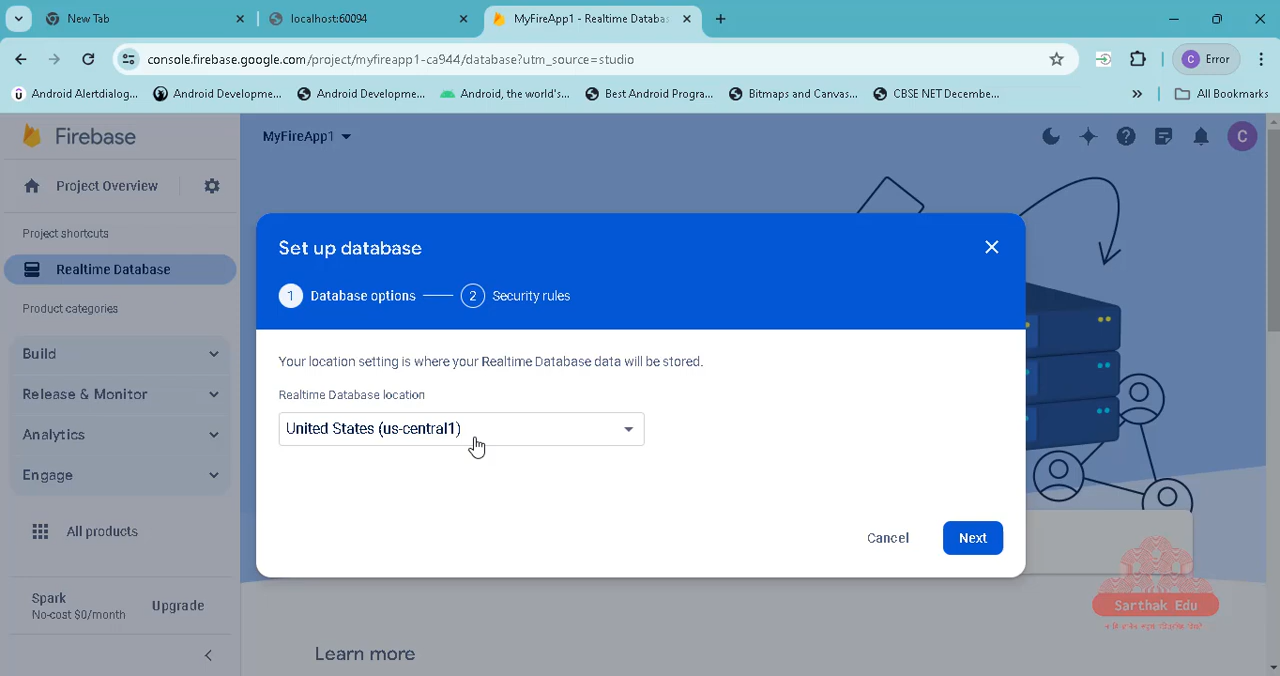 New Tab
localhost:60094
MyFireApp1 - Realtime Databas
console.firebase.google.com/project/myfireapp1-ca944/database?utm_source=studio
C Error
Android Alertdialog...
Android Developme...
Android Developme...
Android, the world's...
Best Android Progra...
Bitmaps and Canvas...
CBSE NET Decembe...
All Bookmarks
Firebase
MyFireApp1
C
Project Overview
Project shortcuts
Realtime Database
Product categories
Build
Release & Monitor
Analytics
Engage
All products
Spark
No-cost $0/month
Upgrade
Set up database
1 Database options
2 Security rules
Your location setting is where your Realtime Database data will be stored.
Realtime Database location
United States (us-central1)
Cancel
Next
Sarthak Edu
Learn more